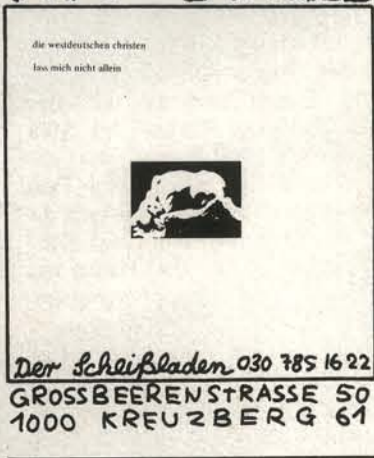 die westdeutschen christen
lass mich nicht allein
Der Scheißladen 030 785 16 22
GROSSBEERENSTRASSE 50
1000 KREUZBERG 61